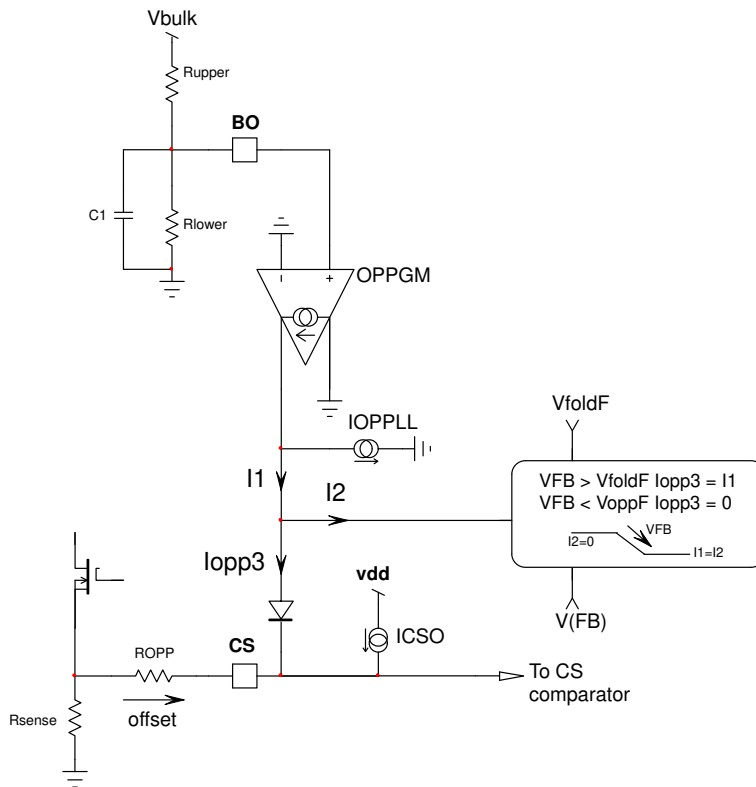 Vbulk
Rupper
BO
C1
Rlower
OPPGM
IOPPLL
VfoldF
I1
I2
VFB > VfoldF Iopp3 = I1
VFB < VoppF Iopp3 = 0
VFB
I2=0
I1=I2
Iopp3
vdd
V(FB)
ICSO
ROPP
CS
To CS
comparator
offset
Rsense